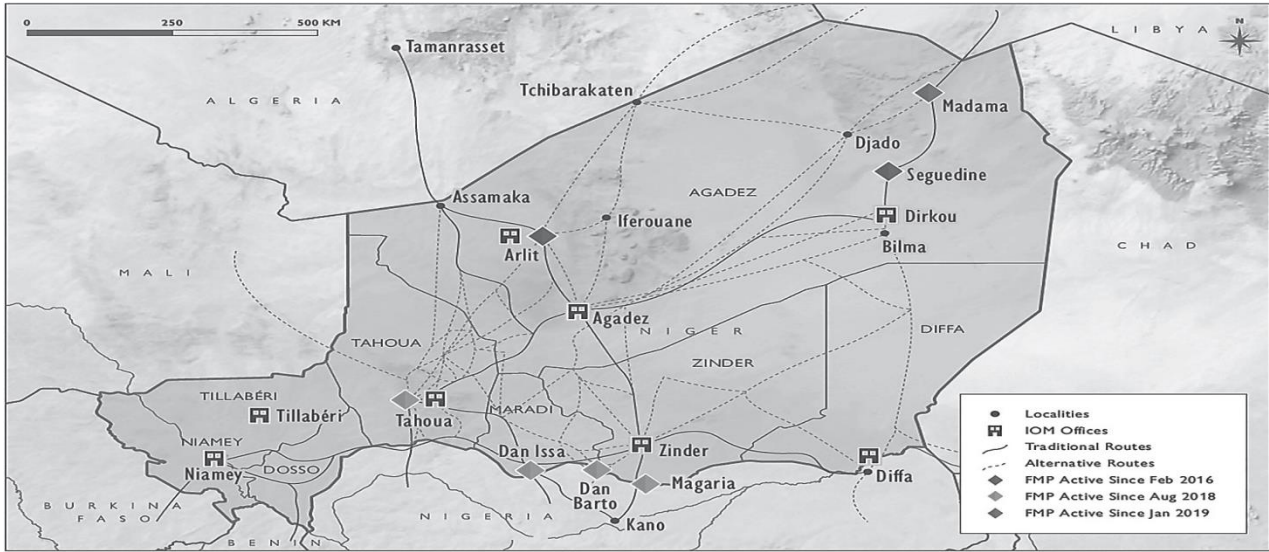 0 250 500 KM
N
LIBYA
Tamanrasset
ALGERIA
Tchibarakaten
Madama
Djado
Seguedine
AGADEZ
Assamaka
Iferouane
Dirkou
Bilma
Arlit
CHAD
MALI
Agadez
NIGER
DIFFA
TAHOUA
ZINDER
TILLABÉRI
Tillabéri
Tahoua
MARADI
NIAMEY
Niamey
DOSSO
Dan Issa
Zinder
Dan
Barto
Magaria
Diffa
Kano
BURKINA
FASO
NIGERIA
BENIN
Localities
IOM Offices
Traditional Routes
Alternative Routes
FMP Active Since Feb 2016
FMP Active Since Aug 2018
FMP Active Since Jan 2019